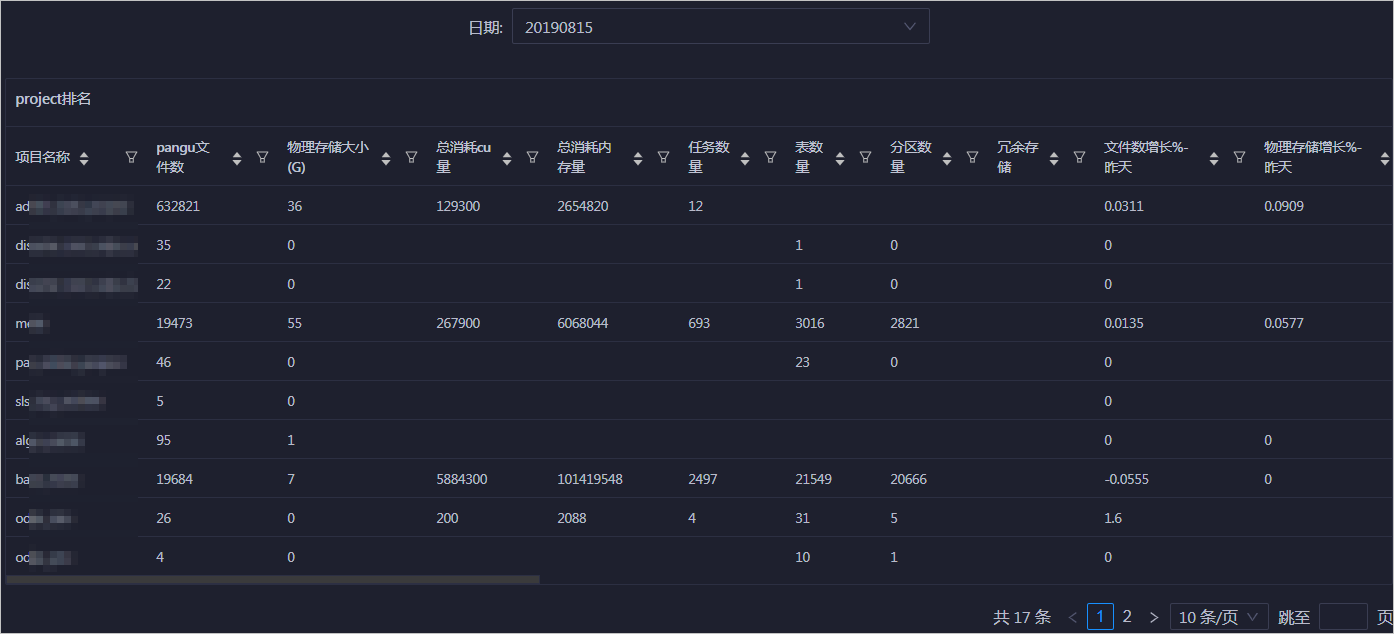 日期: 20190815
project排名
项目名称 pangu文件数 物理存储大小(G) 总消耗cu量 总消耗内存量 任务数量 表数量 分区数量 冗余存储 文件数增长%-昨天 物理存储增长%-昨天
ad 632821 36 129300 2654820 12 0.0311 0.0909
dis 35 0 1 0 0
dis 22 0 1 0 0
m 19473 55 267900 6068044 693 3016 2821 0.0135 0.0577
pa 46 0 23 0 0
sls 5 0 0
alg 95 1 0 0
ba 19684 7 5884300 101419548 2497 21549 20666 -0.0555 0
od 26 0 200 2088 4 31 5 1.6
od 4 0 10 1 0
共 17 条 < 1 2 > 10 条/页 跳至 页